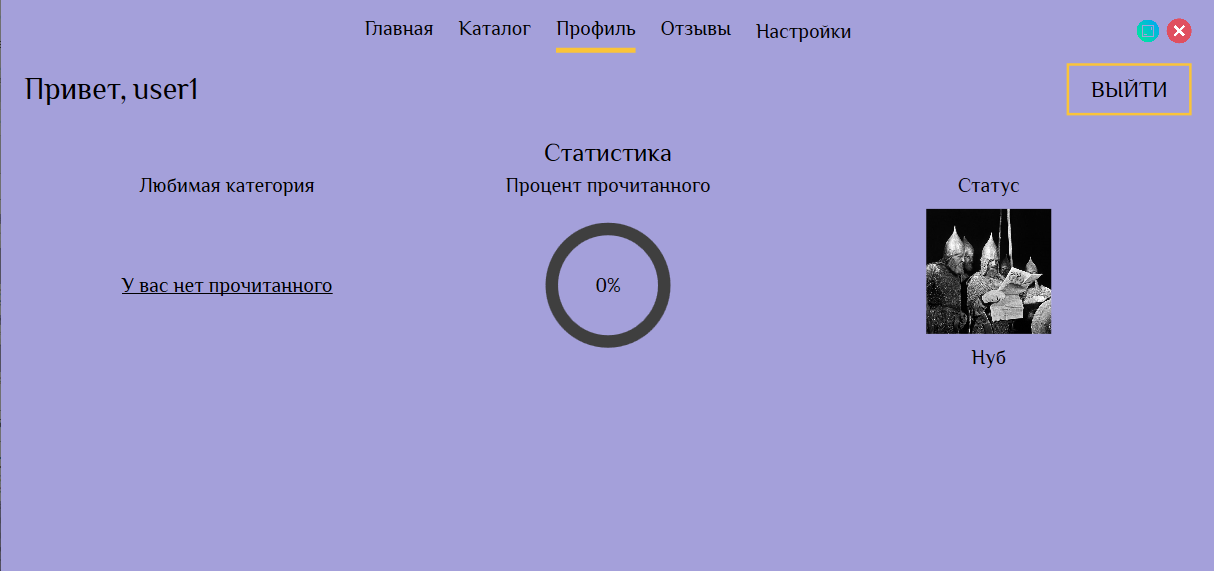 Главная Каталог Профиль Отзывы Настройки
Привет, user1
ВЫЙТИ
Статистика
Любимая категория Процент прочитанного Статус
У вас нет прочитанного 0%
Нуб